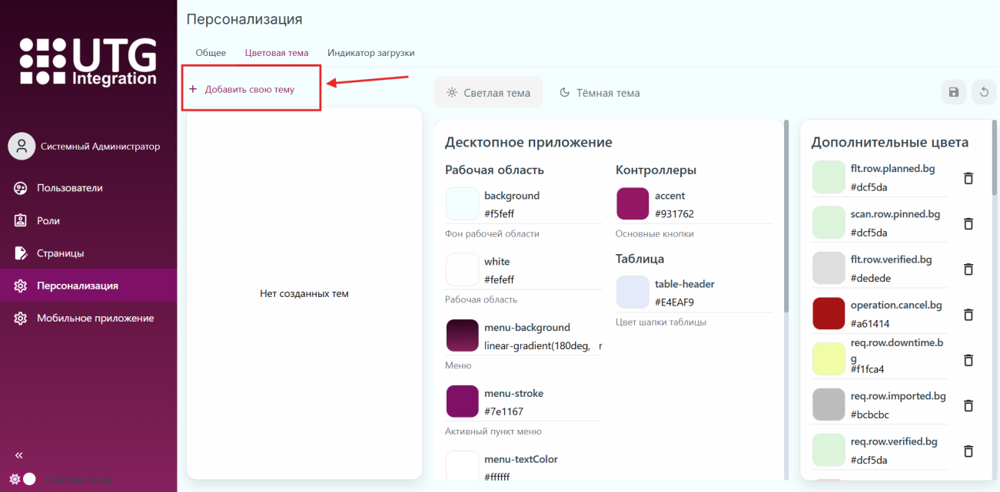 UTG
Integration
Системный Администратор
Пользователи
Роли
Страницы
Персонализация
Мобильное приложение
Светлая тема
Персонализация
Общее
Цветовая тема
Индикатор загрузки
+ Добавить свою тему
Нет созданных тем
Светлая тема
Тёмная тема
Десктопное приложение
Рабочая область
background
#f5feff
Фон рабочей области
white
#fefeff
Рабочая область
menu-background
linear-gradient(180deg,
Меню
menu-stroke
#7e1167
Активный пункт меню
menu-textColor
#ffffff
Контроллеры
accent
#931762
Основные кнопки
Таблица
table-header
#E4EAF9
Цвет шапки таблицы
Дополнительные цвета
flt.row.planned.bg
#dcf5da
scan.row.pinned.bg
#dcf5da
flt.row.verified.bg
#dedede
operation.cancel.bg
#a61414
req.row.downtime.b
g
#f1fca4
req.row.imported.bg
#bcbcbc
req.row.verified.bg
#dcf5da